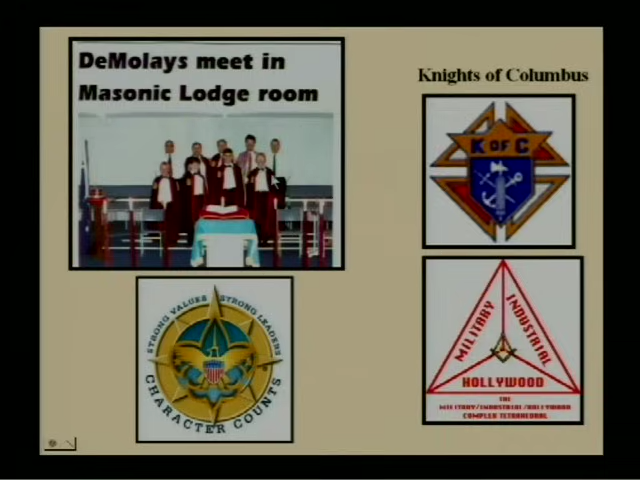 DeMolays meet in
Masonic Lodge room
Knights of Columbus
K OF C
STRONG VALUES STRONG LEADERS
CHARACTER COUNTS
MILITARY
INDUSTRIAL
HOLLYWOOD
THE
MILITARY/INDUSTRIAL/HOLLYWOOD
COMPLEX TETRAHEDRAL